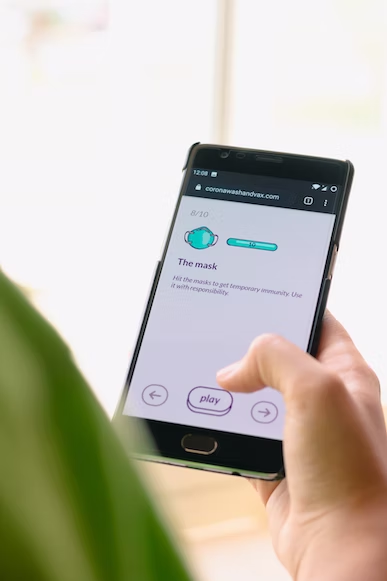 12:08
coronawashandvax.com
8/10
The mask
Hit the masks to get temporary immunity. Use
it with responsibility.
play